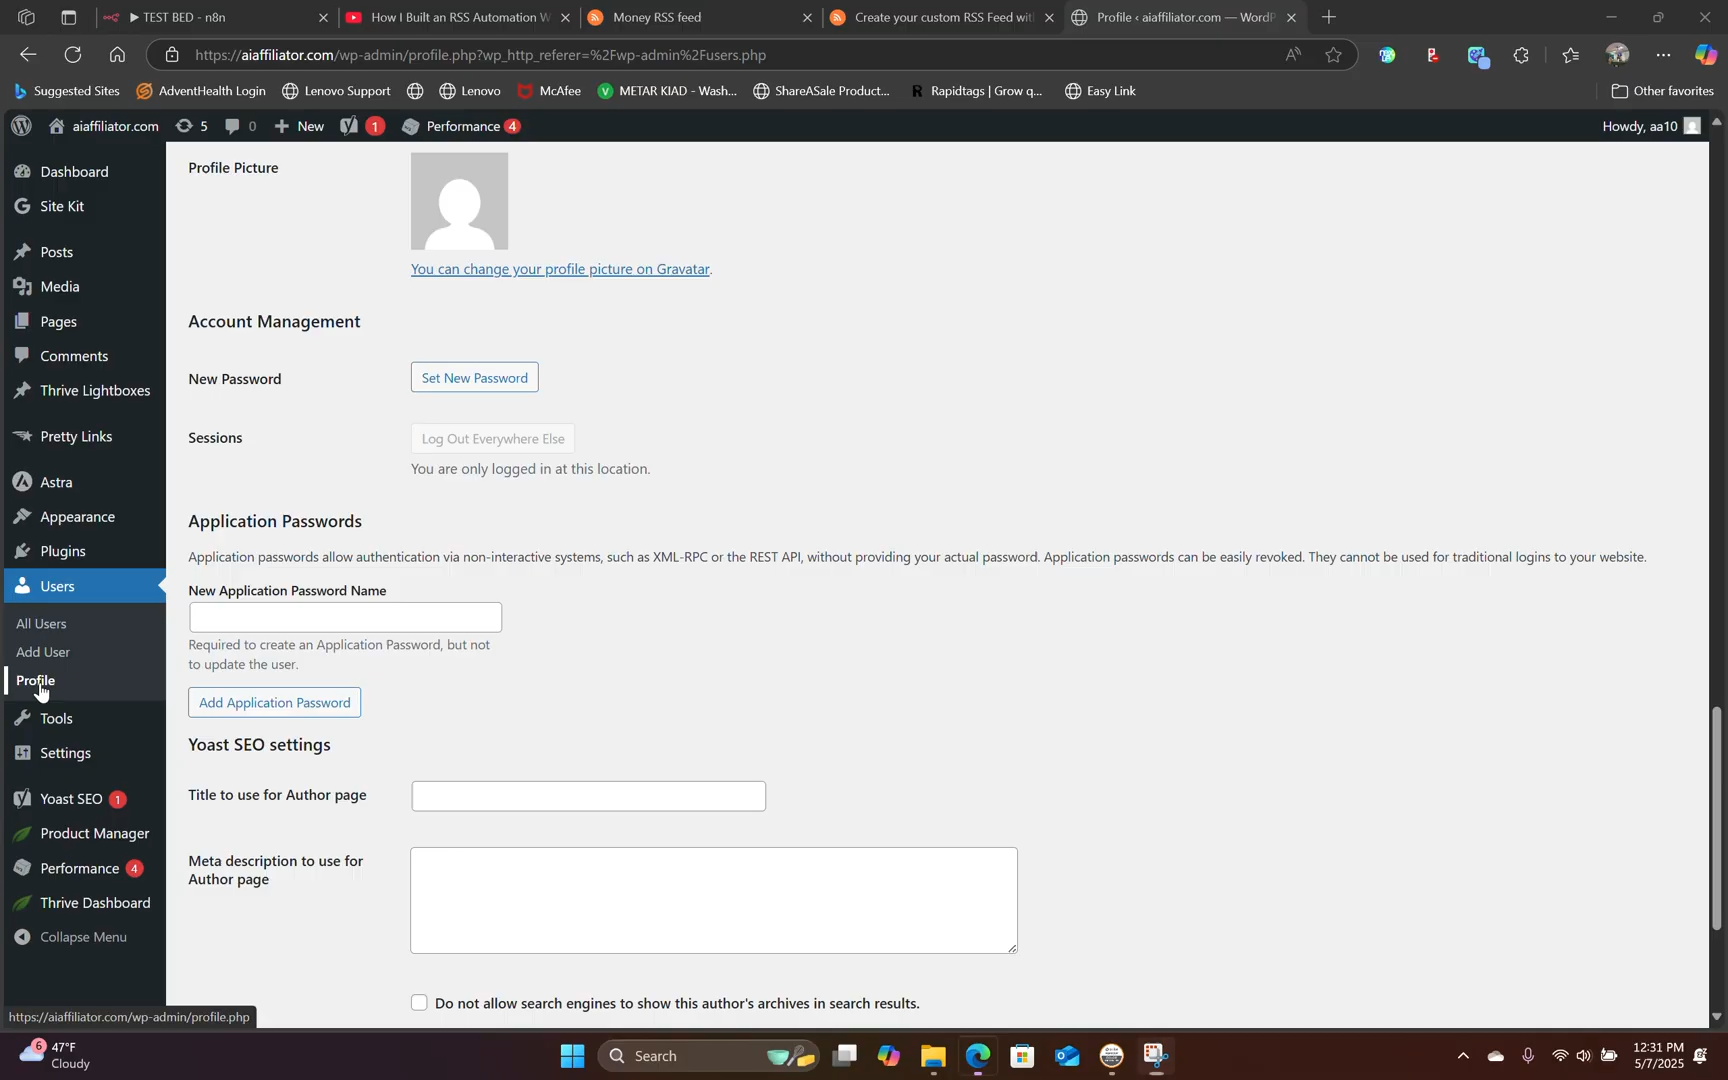 TEST BED - n8n
How I Built an RSS Automation W
Money RSS feed
Create your custom RSS Feed wit
Profile ‹ aiaffiliator.com — WordP
https://aiaffiliator.com/wp-admin/profile.php?wp_http_referer=%2Fwp-admin%2Fusers.php
Suggested Sites
AdventHealth Login
Lenovo Support
Lenovo
McAfee
METAR KIAD - Wash...
ShareASale Product...
Rapidtags | Grow q...
Easy Link
Other favorites
aiaffiliator.com
5
0
New
1
Performance 4
Howdy, aa10
Dashboard
Site Kit
Posts
Media
Pages
Comments
Thrive Lightboxes
Pretty Links
Astra
Appearance
Plugins
Users
All Users
Add User
Profile
Tools
Settings
Yoast SEO 1
Product Manager
Performance 4
Thrive Dashboard
Collapse Menu
Profile Picture
You can change your profile picture on Gravatar.
Account Management
New Password
Set New Password
Sessions
Log Out Everywhere Else
You are only logged in at this location.
Application Passwords
Application passwords allow authentication via non-interactive systems, such as XML-RPC or the REST API, without providing your actual password. Application passwords can be easily revoked. They cannot be used for traditional logins to your website.
New Application Password Name
Required to create an Application Password, but not
to update the user.
Add Application Password
Yoast SEO settings
Title to use for Author page
Meta description to use for
Author page
Do not allow search engines to show this author's archives in search results.
https://aiaffiliator.com/wp-admin/profile.php
6
47°F
Cloudy
Search
12:31 PM
5/7/2025